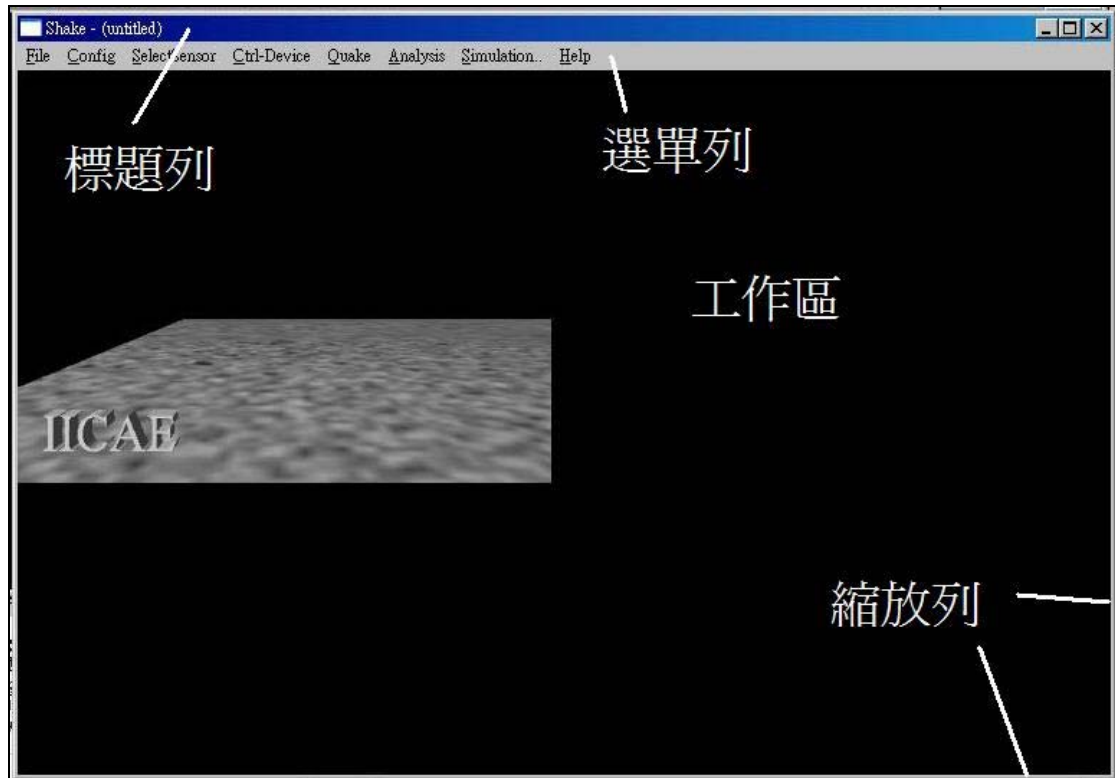 Shake - (untitled)
File Config SelectSensor Ctrl-Device Quake Analysis Simulation.. Help
標題列
選單列
工作區
IICAE
縮放列